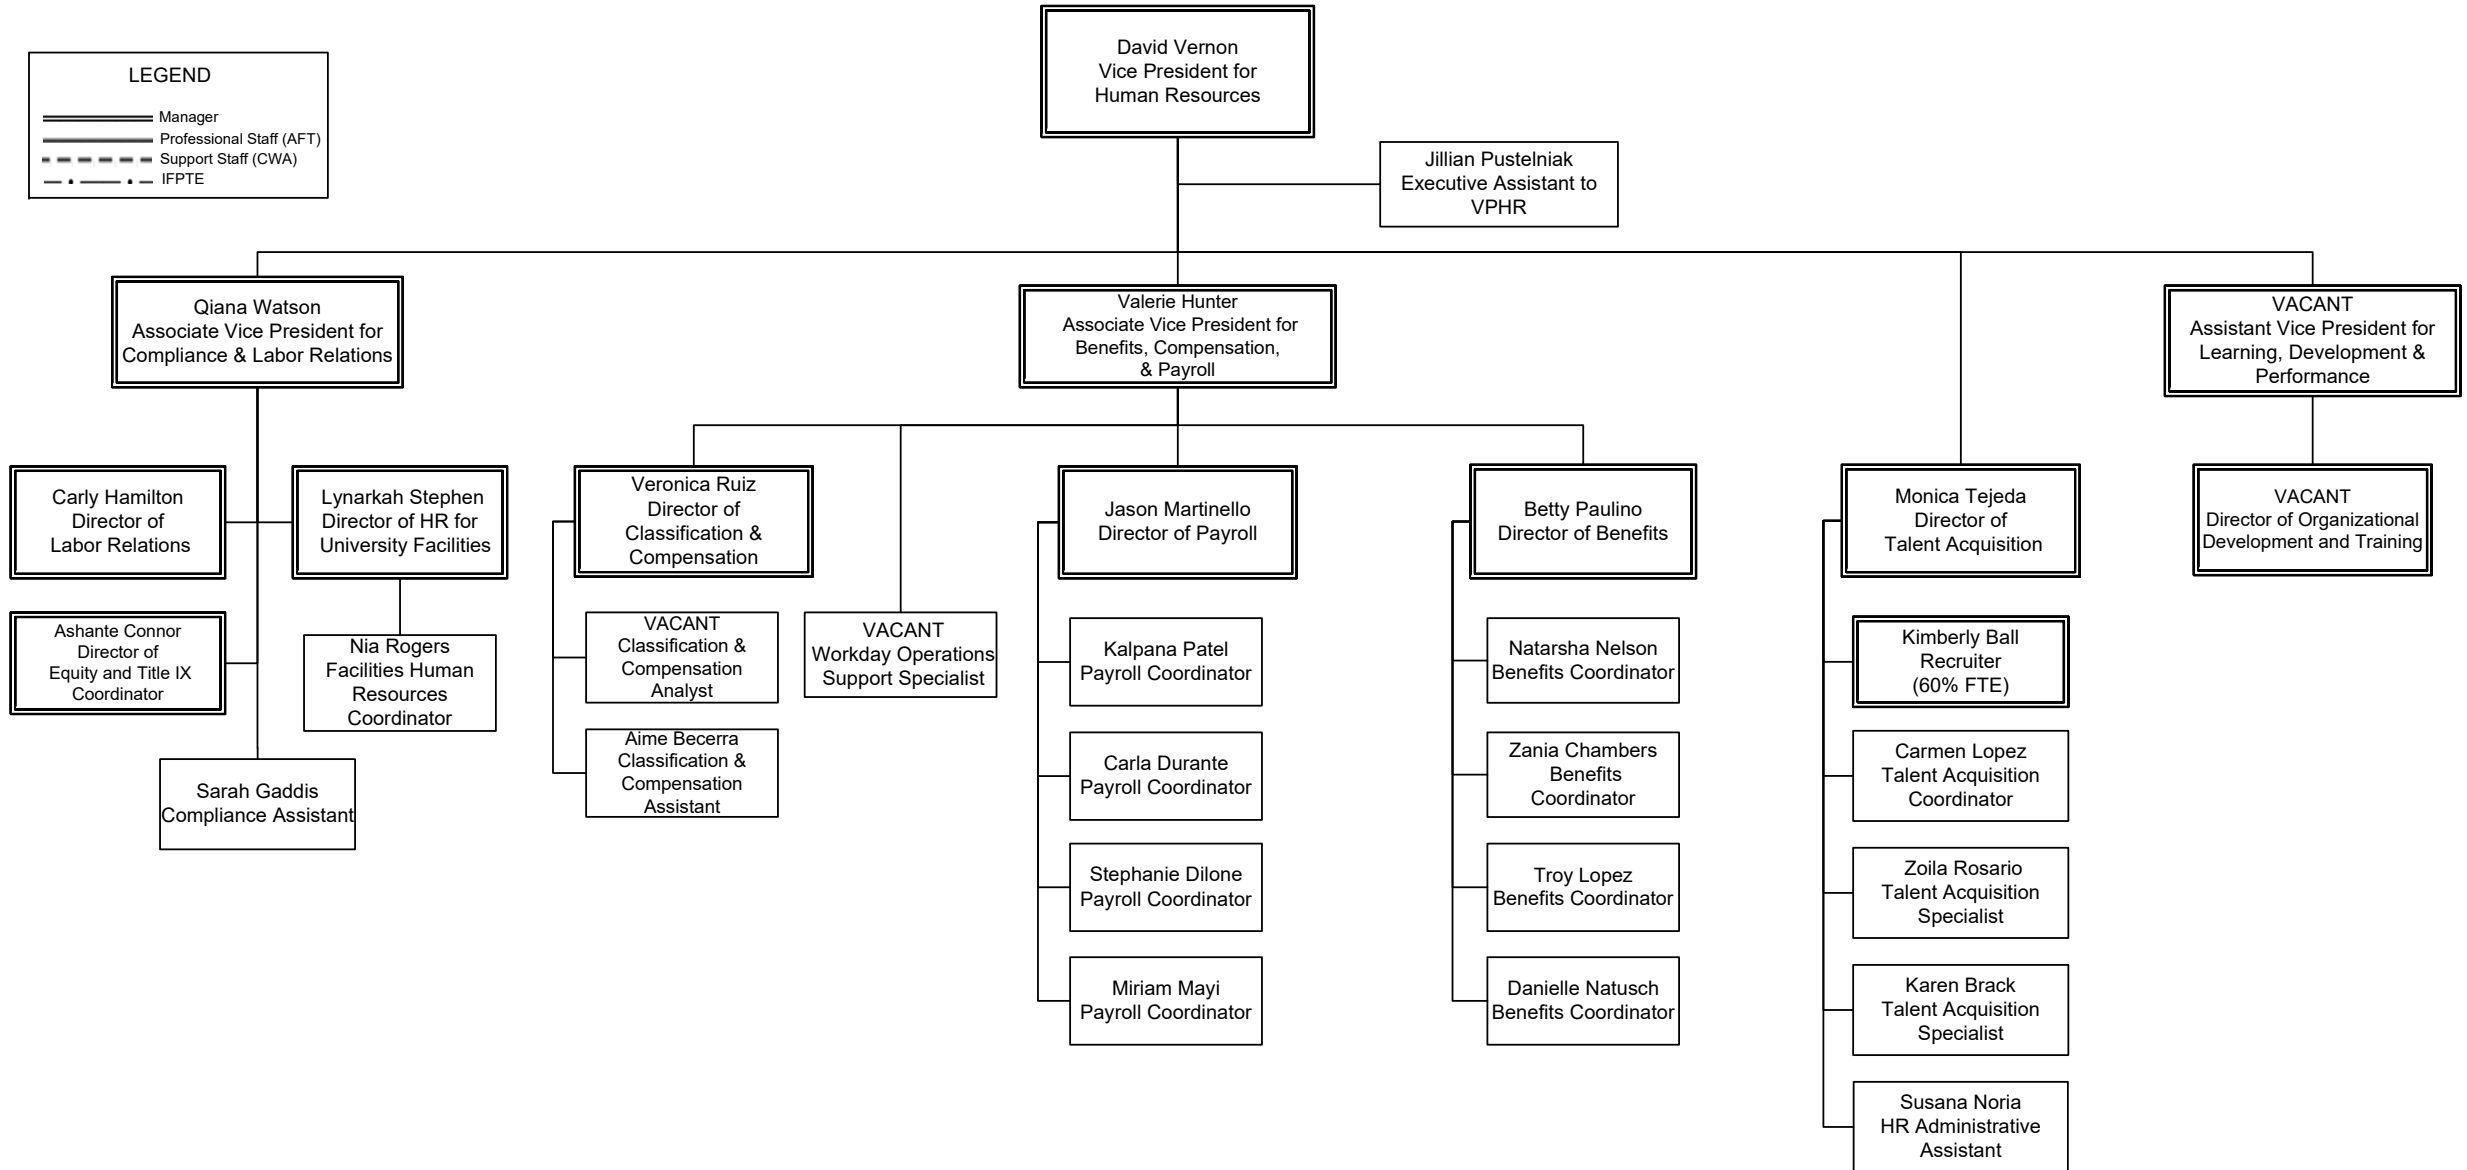 David Vernon
Vice President for
Human Resources
LEGEND
Manager
Professional Staff (AFT)
Support Staff (CWA)
IFPTE
Jillian Pustelniak
Executive Assistant to
VPHR
Qiana Watson
Associate Vice President for
Compliance & Labor Relations
Valerie Hunter
Associate Vice President for
Benefits, Compensation,
& Payroll
VACANT
Assistant Vice President for
Learning, Development &
Performance
Carly Hamilton
Director of
Labor Relations
Lynarkah Stephen
Director of HR for
University Facilities
Veronica Ruiz
Director of
Classification &
Compensation
Jason Martinello
Director of Payroll
Betty Paulino
Director of Benefits
Monica Tejeda
Director of
Talent Acquisition
VACANT
Director of Organizational
Development and Training
Ashante Connor
Director of
Equity and Title IX
Coordinator
Nia Rogers
Facilities Human
Resources
Coordinator
Sarah Gaddis
Compliance Assistant
VACANT
Classification &
Compensation
Analyst
Aime Becerra
Classification &
Compensation
Assistant
VACANT
Workday Operations
Support Specialist
Kalpana Patel
Payroll Coordinator
Carla Durante
Payroll Coordinator
Stephanie Dilone
Payroll Coordinator
Miriam Mayi
Payroll Coordinator
Natarsha Nelson
Benefits Coordinator
Zania Chambers
Benefits
Coordinator
Troy Lopez
Benefits Coordinator
Danielle Natusch
Benefits Coordinator
Kimberly Ball
Recruiter
(60% FTE)
Carmen Lopez
Talent Acquisition
Coordinator
Zoila Rosario
Talent Acquisition
Specialist
Karen Brack
Talent Acquisition
Specialist
Susana Noria
HR Administrative
Assistant